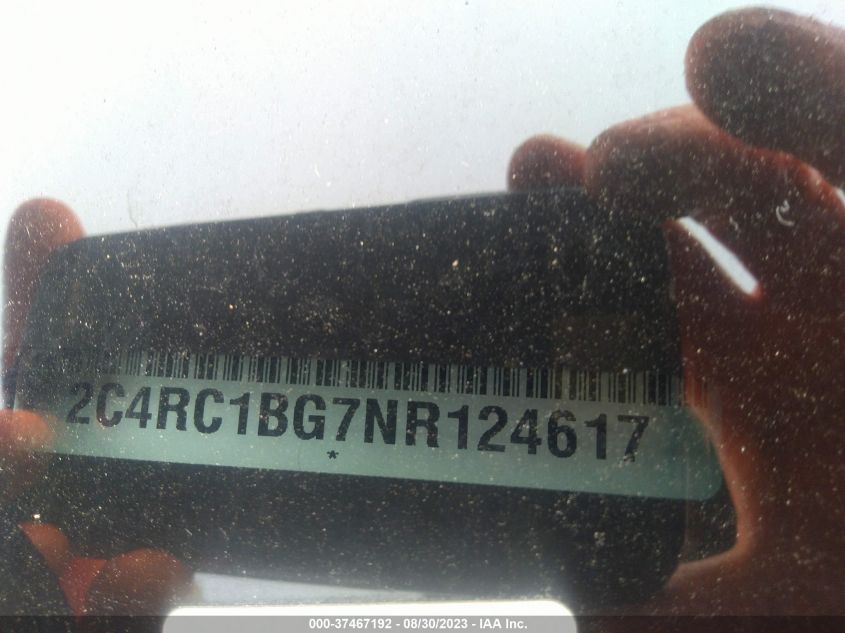 2C4RC1BG7NR124617
*
000-37467192 - 08/30/2023 - IAA Inc.